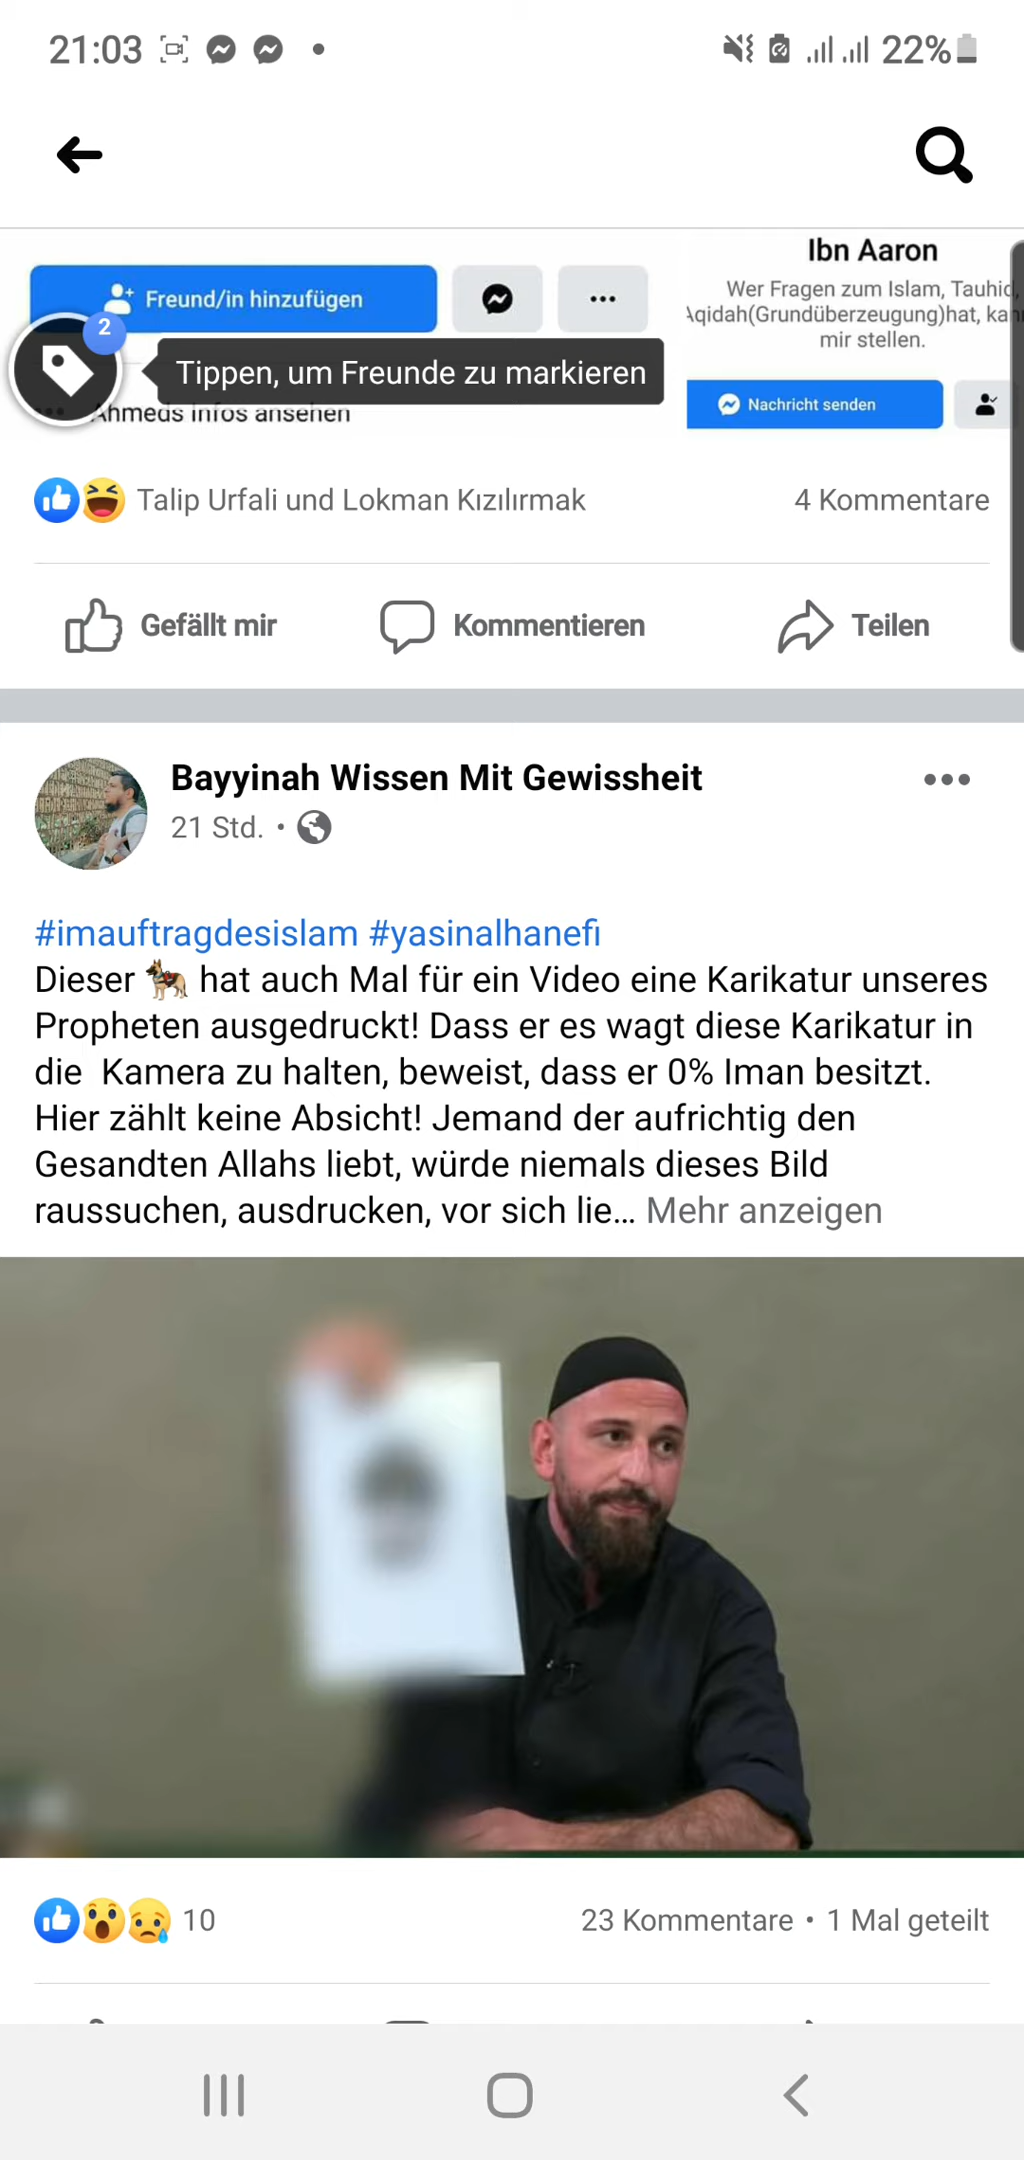 21:03
22%
Ibn Aaron
Freund/in hinzufügen
Wer Fragen zum Islam, Tauhid,
Aqidah(Grundüberzeugung)hat, kann
mir stellen.
2
Tippen, um Freunde zu markieren
Nachricht senden
Ahmeds Infos ansehen
Talip Urfali und Lokman Kızılırmak
4 Kommentare
Gefällt mir
Kommentieren
Teilen
Bayyinah Wissen Mit Gewissheit
21 Std. •
#imauftragdesislam #yasinalhanefi
Dieser 🐕‍🦺 hat auch Mal für ein Video eine Karikatur unseres
Propheten ausgedruckt! Dass er es wagt diese Karikatur in
die  Kamera zu halten, beweist, dass er 0% Iman besitzt.
Hier zählt keine Absicht! Jemand der aufrichtig den
Gesandten Allahs liebt, würde niemals dieses Bild
raussuchen, ausdrucken, vor sich lie... Mehr anzeigen
10
23 Kommentare • 1 Mal geteilt